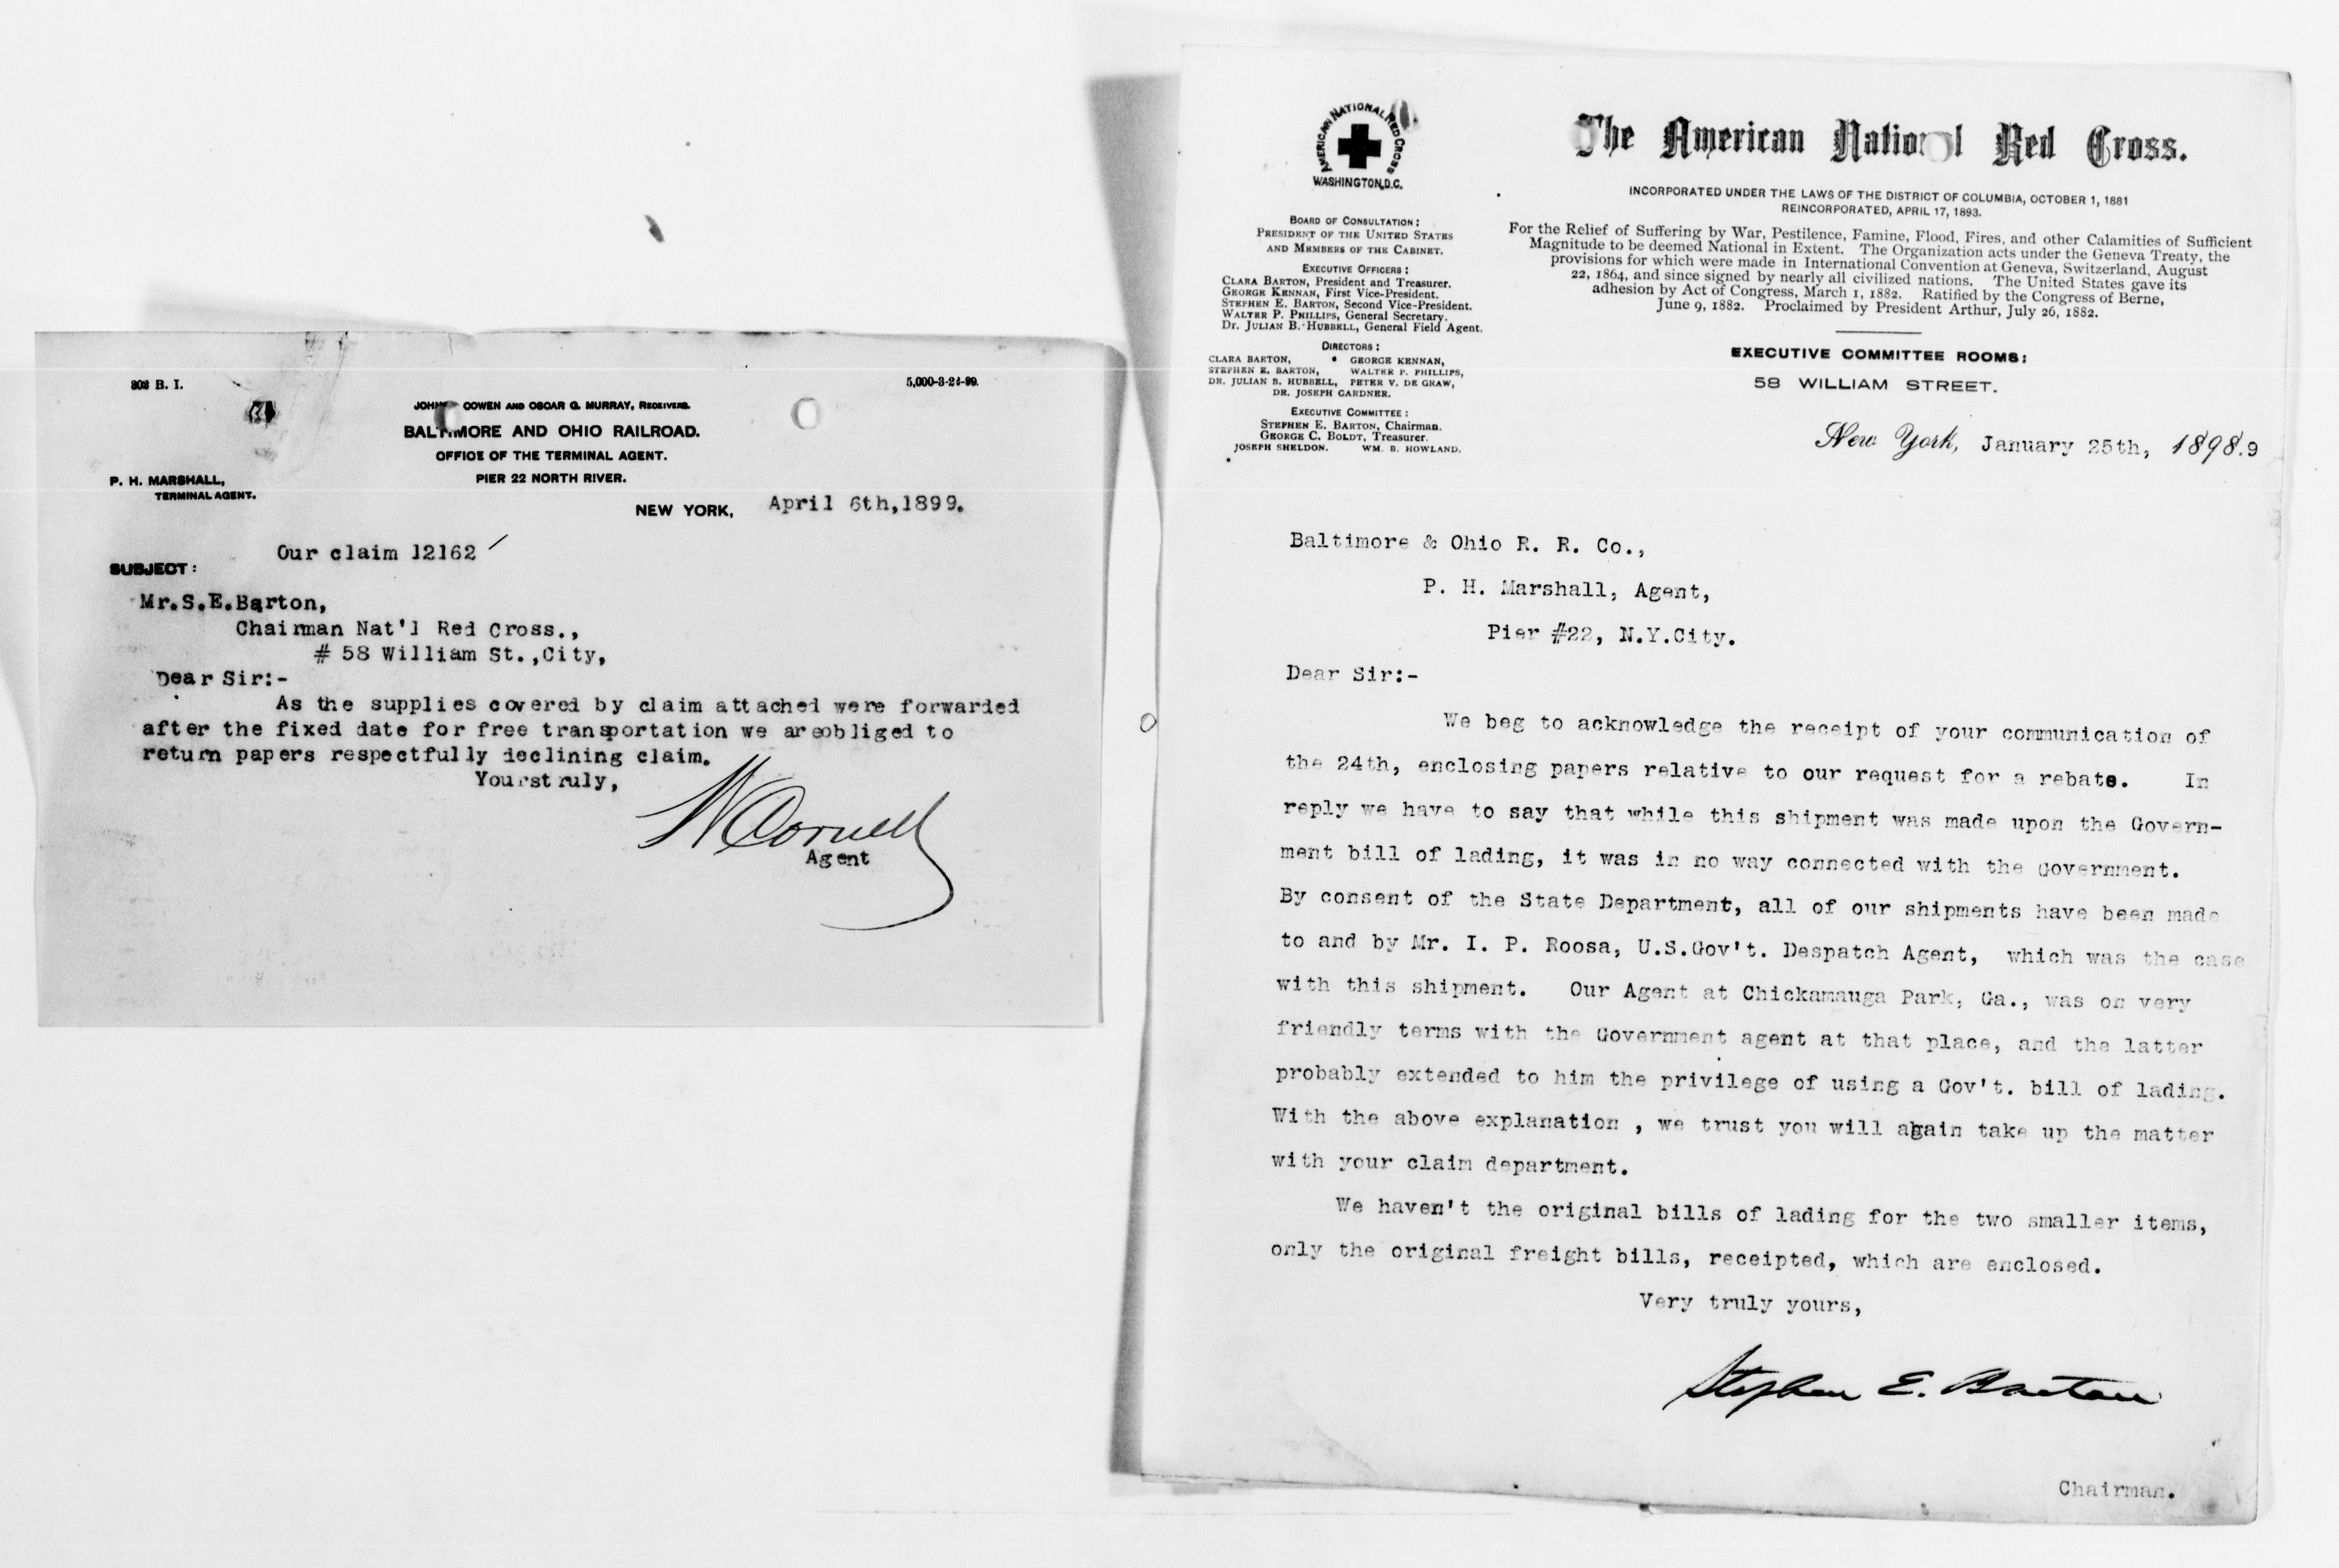 802 B. I.
5,000-3-24-99.
COWEN AND OSCAR G. MURRAY, RECEIVERS.
BALTIMORE AND OHIO RAILROAD.
OFFICE OF THE TERMINAL AGENT.
PIER 22 NORTH RIVER.
P. H. MARSHALL,
TERMINAL AGENT.
NEW YORK, April 6th,1899.
Our claim 12162
SUBJECT:
Mr.S.E.Barton,
Chairman Nat'l Red Cross.,
# 58 William St.,City,
Dear Sir:-
As the supplies covered by claim attached were forwarded
after the fixed date for free transportation we areobliged to
return papers respectfully declining claim.
Yourstruly,
Agent
AMERICAN NATIONAL RED CROSS
WASHINGTON, D.C.
BOARD OF CONSULTATION:
PRESIDENT OF THE UNITED STATES
AND MEMBERS OF THE CABINET.
EXECUTIVE OFFICERS:
CLARA BARTON, President and Treasurer.
GEORGE KENNAN, First Vice-President.
STEPHEN E. BARTON, Second Vice-President.
WALTER P. PHILLIPS, General Secretary.
Dr. JULIAN B. HUBBELL, General Field Agent.
DIRECTORS:
CLARA BARTON, GEORGE KENNAN,
STEPHEN E. BARTON, WALTER P. PHILLIPS,
DR. JULIAN B. HUBBELL, PETER V. DE GRAW,
DR. JOSEPH GARDNER.
EXECUTIVE COMMITTEE:
STEPHEN E. BARTON, Chairman.
GEORGE C. BOLDT, Treasurer.
JOSEPH SHELDON. WM. B. HOWLAND.
The American National Red Cross.
INCORPORATED UNDER THE LAWS OF THE DISTRICT OF COLUMBIA, OCTOBER 1, 1881
REINCORPORATED, APRIL 17, 1893.
For the Relief of Suffering by War, Pestilence, Famine, Flood, Fires, and other Calamities of Sufficient
Magnitude to be deemed National in Extent. The Organization acts under the Geneva Treaty, the
provisions for which were made in International Convention at Geneva, Switzerland, August
22, 1864, and since signed by nearly all civilized nations. The United States gave its
adhesion by Act of Congress, March 1, 1882. Ratified by the Congress of Berne,
June 9, 1882. Proclaimed by President Arthur, July 26, 1882.
EXECUTIVE COMMITTEE ROOMS:
58 WILLIAM STREET.
New York, January 25th, 1898.9
Baltimore & Ohio R. R. Co.,
P. H. Marshall, Agent,
Pier #22, N.Y.City.
Dear Sir:-
We beg to acknowledge the receipt of your communication of
the 24th, enclosing papers relative to our request for a rebate. In
reply we have to say that while this shipment was made upon the Govern-
ment bill of lading, it was in no way connected with the Government.
By consent of the State Department, all of our shipments have been made
to and by Mr. I. P. Roosa, U.S.Gov't. Despatch Agent, which was the case
with this shipment. Our Agent at Chickamauga Park, Ga., was on very
friendly terms with the Government agent at that place, and the latter
probably extended to him the privilege of using a Gov't. bill of lading.
With the above explanation , we trust you will again take up the matter
with your claim department.
We haven't the original bills of lading for the two smaller items,
only the original freight bills, receipted, which are enclosed.
Very truly yours,
Stephen E. Barton
Chairman.